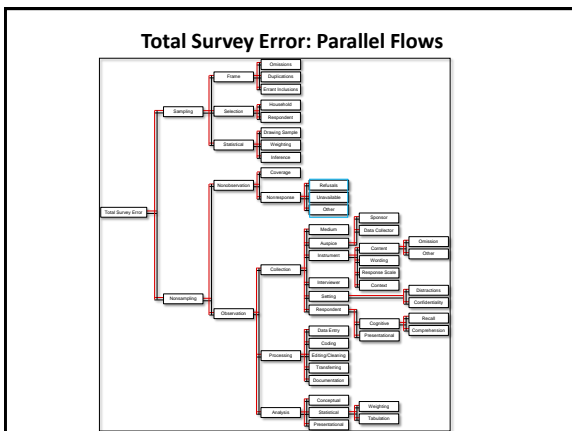 Total Survey Error: Parallel Flows
Total Survey Error
Sampling
Frame
Omissions
Duplications
Errant Inclusions
Selection
Household
Respondent
Statistical
Drawing Sample
Weighting
Inference
Nonsampling
Nonobservation
Coverage
Nonresponse
Refusals
Unavailable
Other
Observation
Collection
Medium
Auspice
Sponsor
Data Collector
Instrument
Content
Omission
Other
Wording
Response Scale
Context
Interviewer
Setting
Distractions
Confidentiality
Respondent
Cognitive
Recall
Comprehension
Presentational
Processing
Data Entry
Coding
Editing/Cleaning
Transferring
Documentation
Analysis
Conceptual
Statistical
Weighting
Tabulation
Presentational